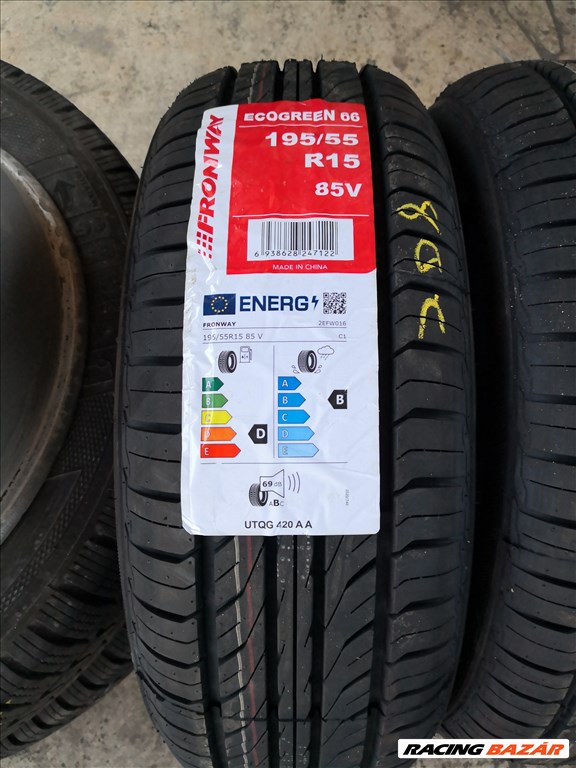 FRONWAY
ECOGREEN 66
195/55
R15
85V
6 938628 247122
MADE IN CHINA
ENERG
FRONWAY
2EFW016
195/55R15 85 V
C1
A
B
C
D
E
D
A
B
C
D
E
B
69 dB
ABC
UTQG 420 A A
RACING BAZÁR